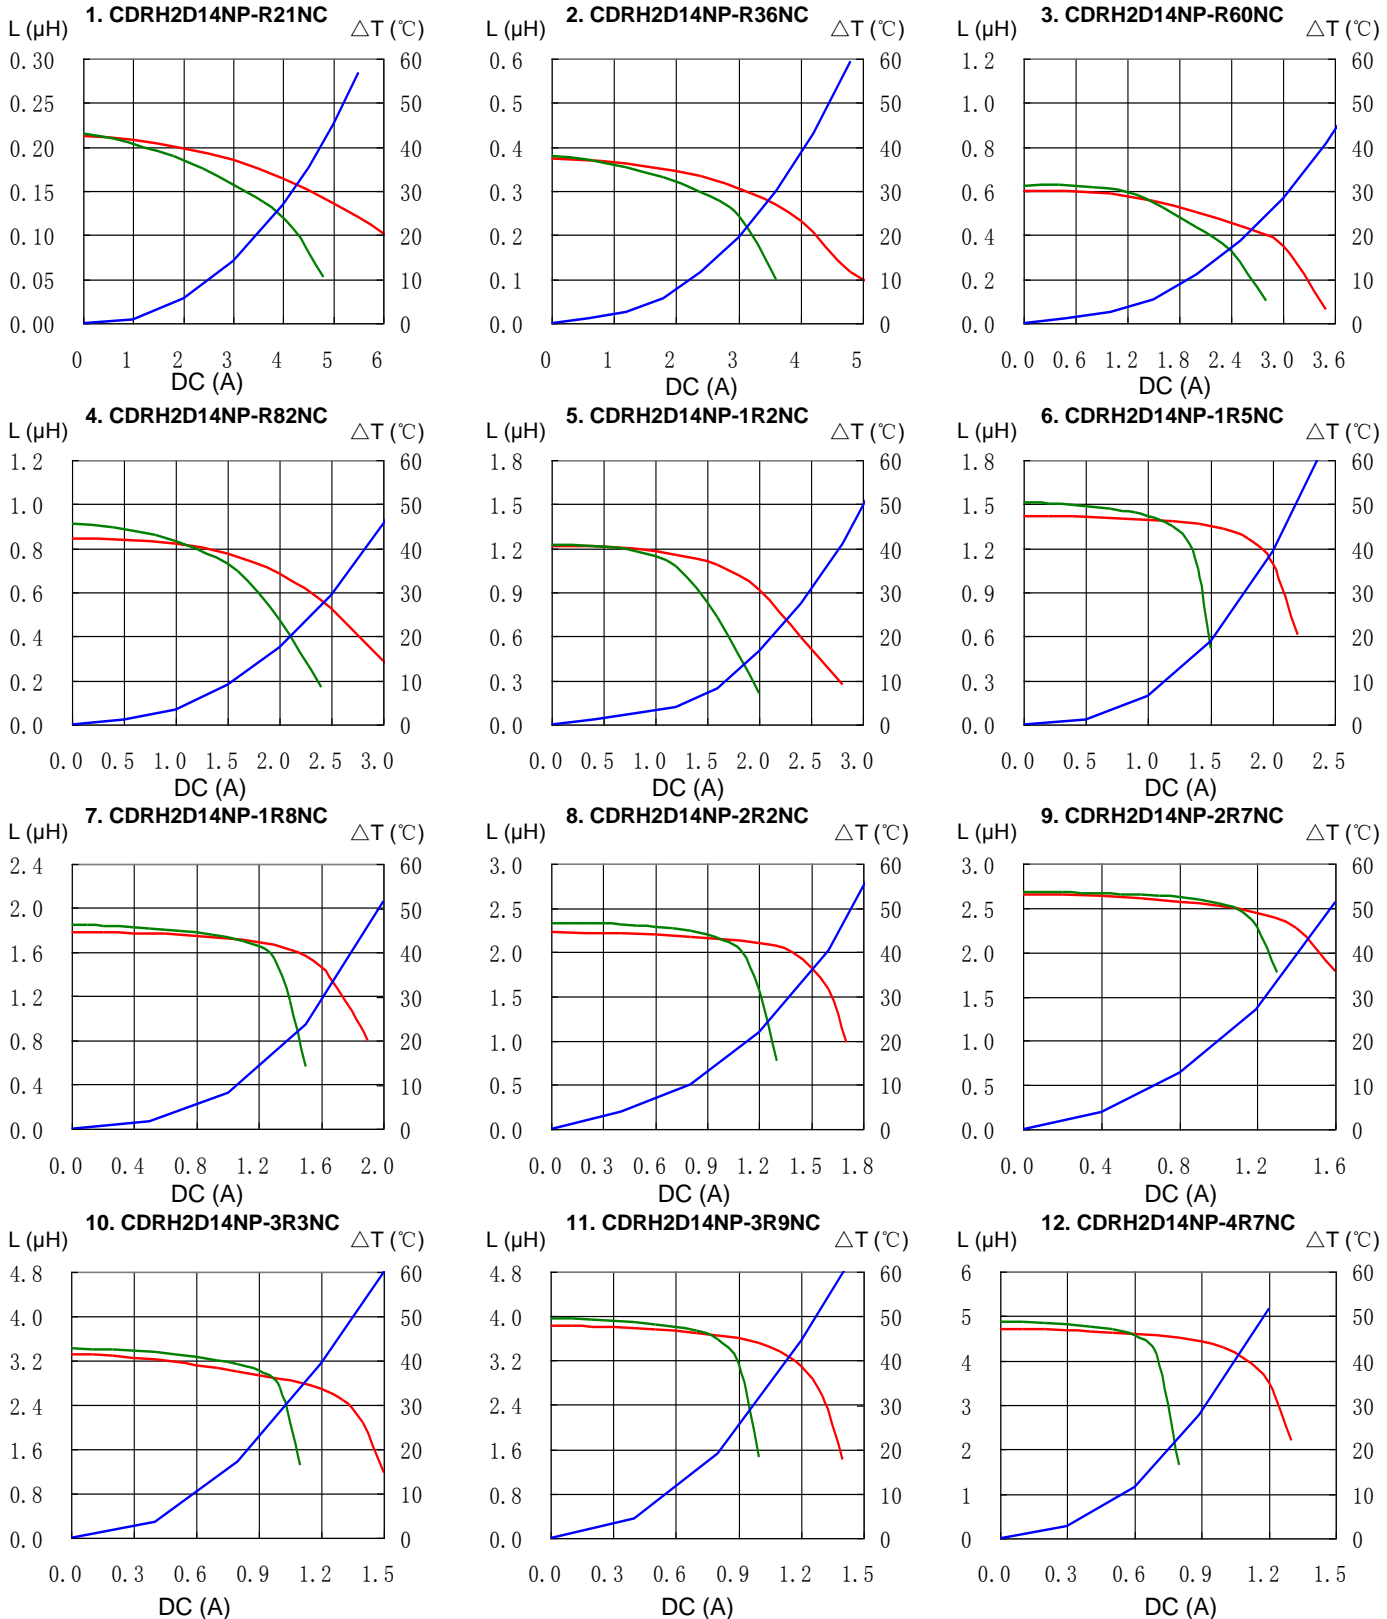 1. CDRH2D14NP-R21NC
L (μH) △T (℃)
0.30 60
0.25 50
0.20 40
0.15 30
0.10 20
0.05 10
0.00 0
0 1 2 3 4 5 6
DC (A)
2. CDRH2D14NP-R36NC
L (μH) △T (℃)
0.6 60
0.5 50
0.4 40
0.3 30
0.2 20
0.1 10
0.0 0
0 1 2 3 4 5
DC (A)
3. CDRH2D14NP-R60NC
L (μH) △T (℃)
1.2 60
1.0 50
0.8 40
0.6 30
0.4 20
0.2 10
0.0 0
0.0 0.6 1.2 1.8 2.4 3.0 3.6
DC (A)
4. CDRH2D14NP-R82NC
L (μH) △T (℃)
1.2 60
1.0 50
0.8 40
0.6 30
0.4 20
0.2 10
0.0 0
0.0 0.5 1.0 1.5 2.0 2.5 3.0
DC (A)
5. CDRH2D14NP-1R2NC
L (μH) △T (℃)
1.8 60
1.5 50
1.2 40
0.9 30
0.6 20
0.3 10
0.0 0
0.0 0.5 1.0 1.5 2.0 2.5 3.0
DC (A)
6. CDRH2D14NP-1R5NC
L (μH) △T (℃)
1.8 60
1.5 50
1.2 40
0.9 30
0.6 20
0.3 10
0.0 0
0.0 0.5 1.0 1.5 2.0 2.5
DC (A)
7. CDRH2D14NP-1R8NC
L (μH) △T (℃)
2.4 60
2.0 50
1.6 40
1.2 30
0.8 20
0.4 10
0.0 0
0.0 0.4 0.8 1.2 1.6 2.0
DC (A)
8. CDRH2D14NP-2R2NC
L (μH) △T (℃)
3.0 60
2.5 50
2.0 40
1.5 30
1.0 20
0.5 10
0.0 0
0.0 0.3 0.6 0.9 1.2 1.5 1.8
DC (A)
9. CDRH2D14NP-2R7NC
L (μH) △T (℃)
3.0 60
2.5 50
2.0 40
1.5 30
1.0 20
0.5 10
0.0 0
0.0 0.4 0.8 1.2 1.6
DC (A)
10. CDRH2D14NP-3R3NC
L (μH) △T (℃)
4.8 60
4.0 50
3.2 40
2.4 30
1.6 20
0.8 10
0.0 0
0.0 0.3 0.6 0.9 1.2 1.5
DC (A)
11. CDRH2D14NP-3R9NC
L (μH) △T (℃)
4.8 60
4.0 50
3.2 40
2.4 30
1.6 20
0.8 10
0.0 0
0.0 0.3 0.6 0.9 1.2 1.5
DC (A)
12. CDRH2D14NP-4R7NC
L (μH) △T (℃)
6 60
5 50
4 40
3 30
2 20
1 10
0 0
0.0 0.3 0.6 0.9 1.2 1.5
DC (A)